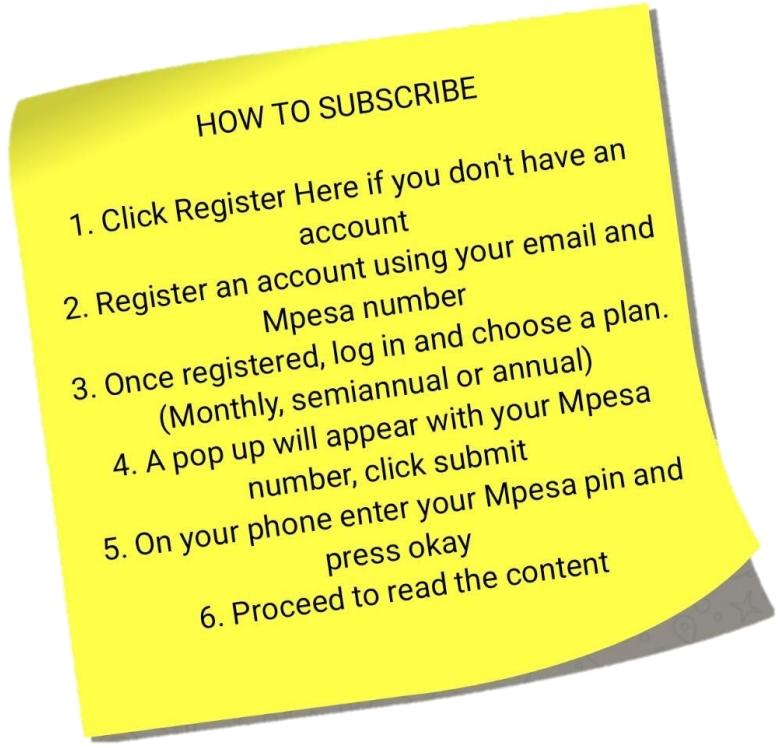 HOW TO SUBSCRIBE
1. Click Register Here if you don't have an
account
2. Register an account using your email and
Mpesa number
3. Once registered, log in and choose a plan.
(Monthly, semiannual or annual)
4. A pop up will appear with your Mpesa
number, click submit
5. On your phone enter your Mpesa pin and
press okay
6. Proceed to read the content